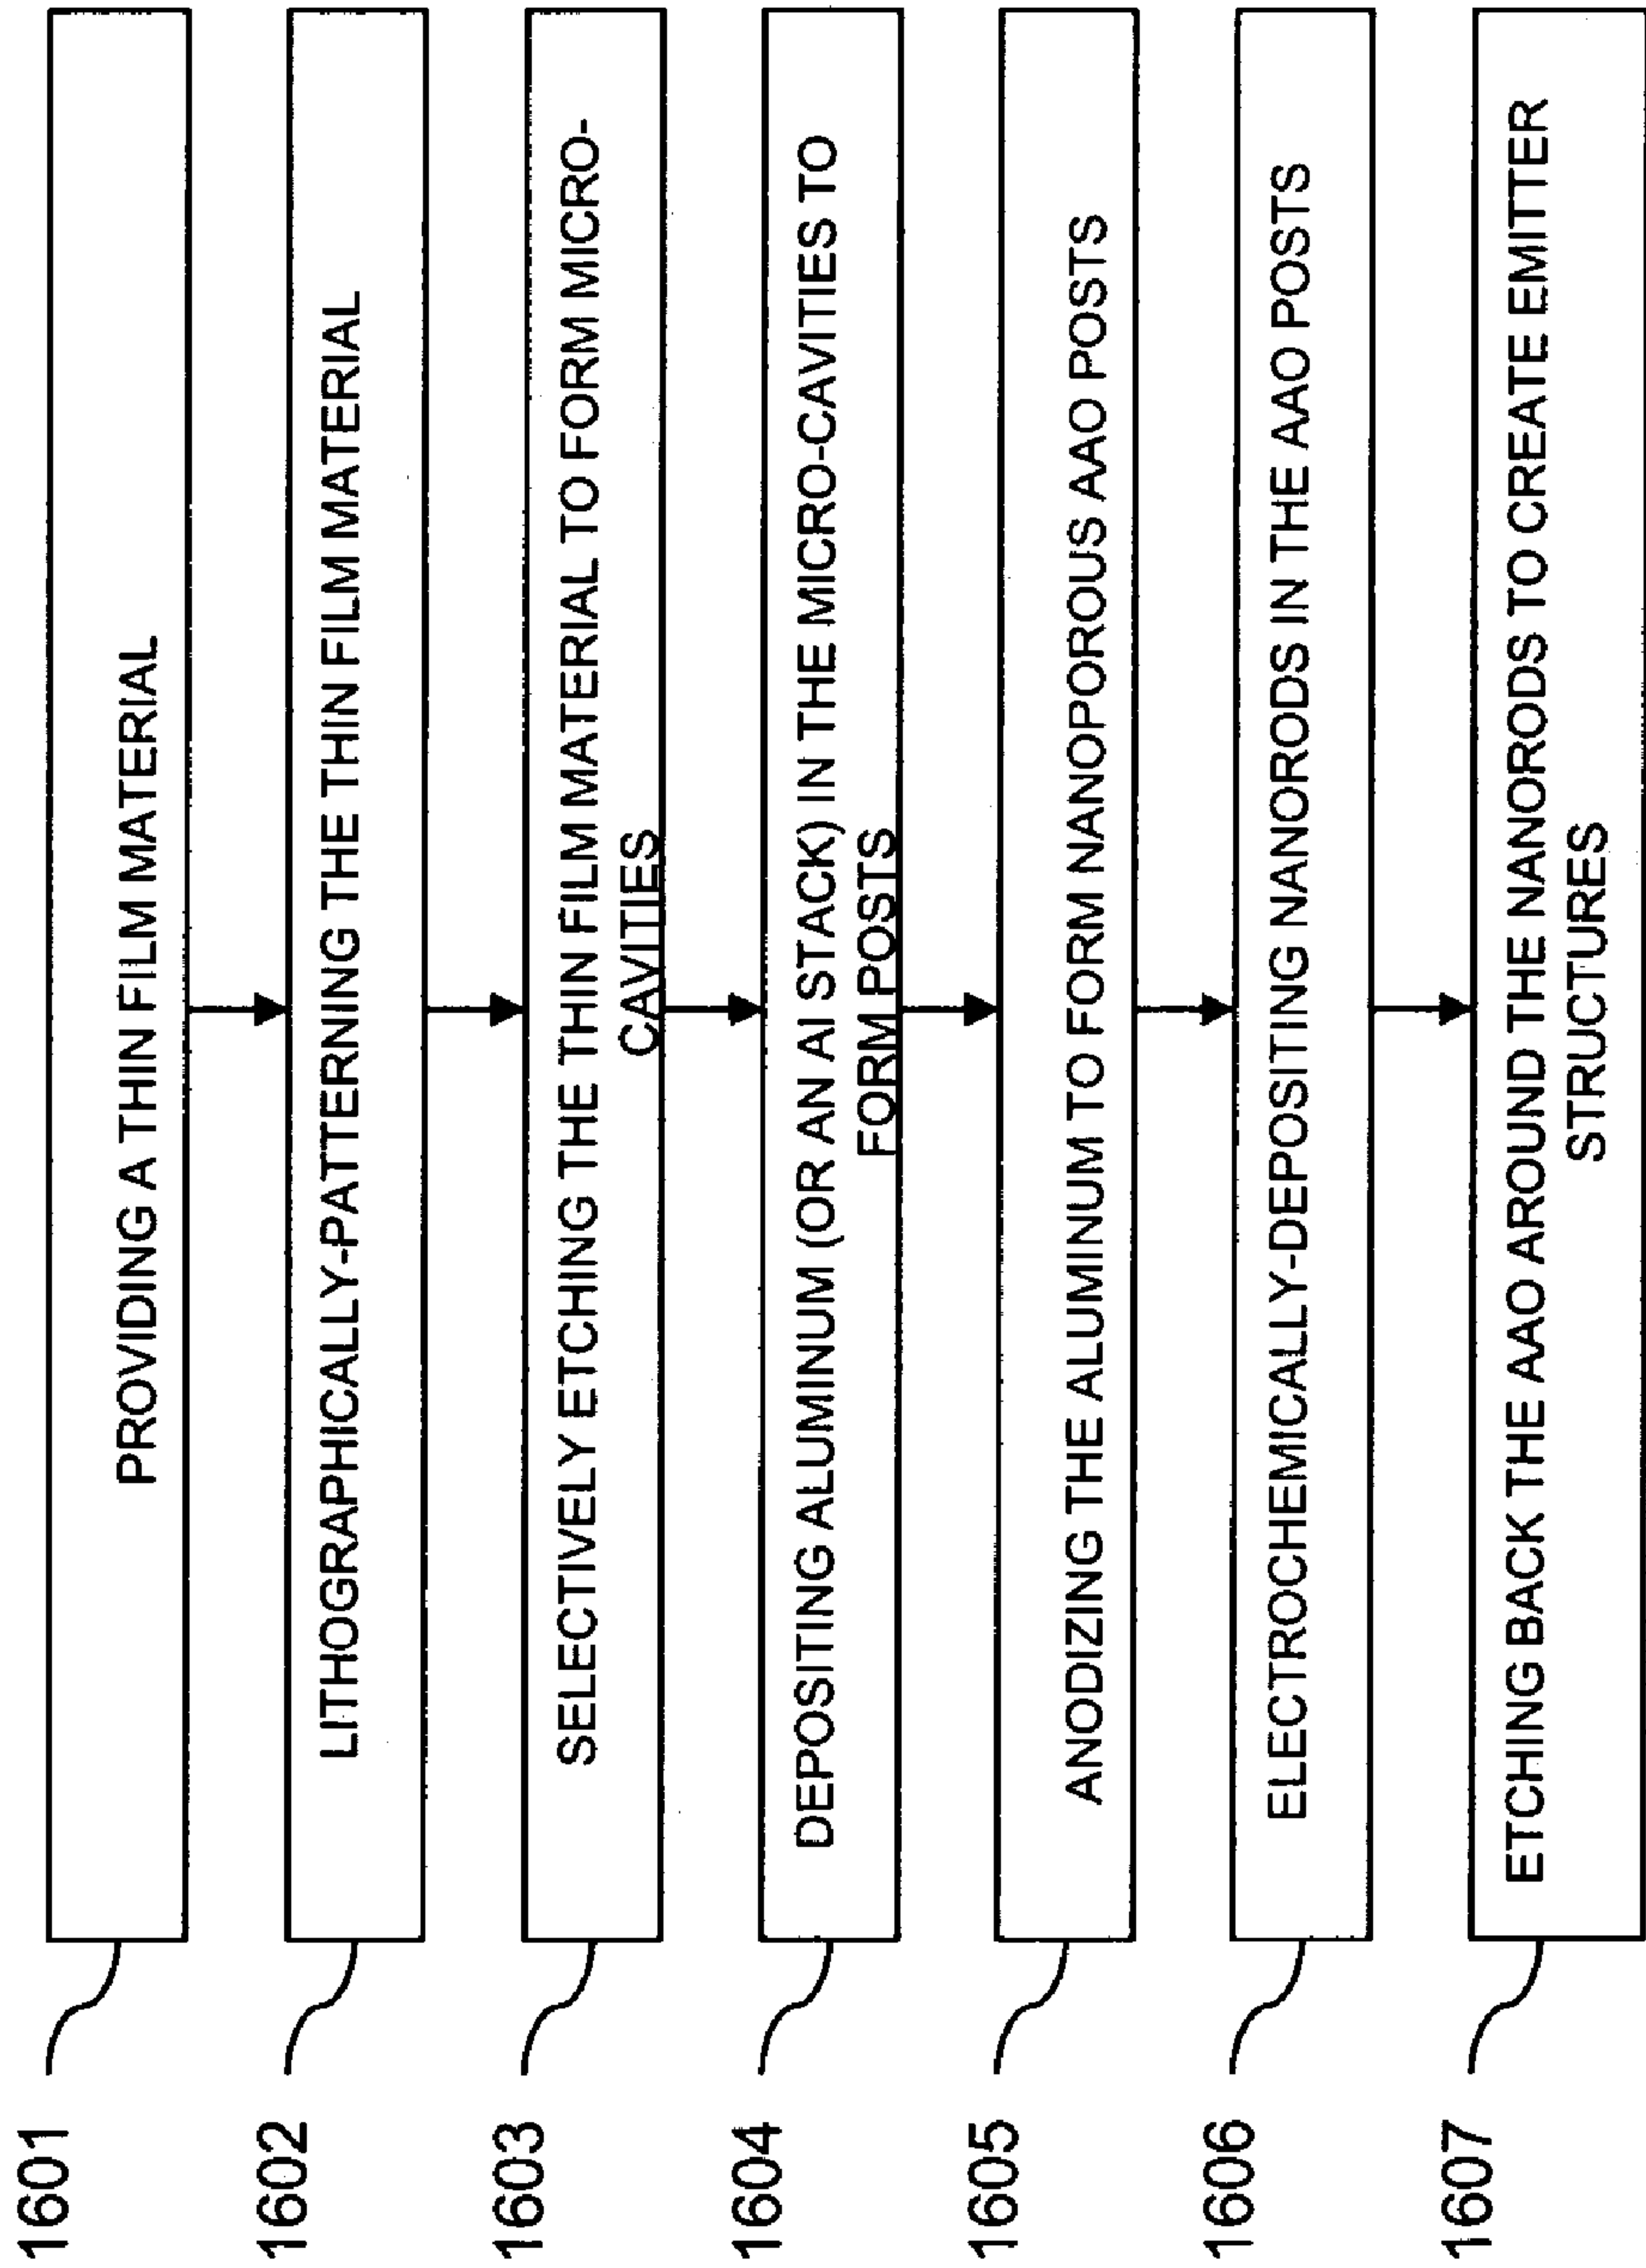 1601
PROVIDING A THIN FILM MATERIAL
1602
LITHOGRAPHICALLY-PATTERNING THE THIN FILM MATERIAL
1603
SELECTIVELY ETCHING THE THIN FILM MATERIAL TO FORM MICRO-
CAVITIES
1604
DEPOSITING ALUMINUM (OR AN Al STACK) IN THE MICRO-CAVITIES TO
FORM POSTS
1605
ANODIZING THE ALUMINUM TO FORM NANOPOROUS AAO POSTS
1606
ELECTROCHEMICALLY-DEPOSITING NANORODS IN THE AAO POSTS
1607
ETCHING BACK THE AAO AROUND THE NANORODS TO CREATE EMITTER
STRUCTURES